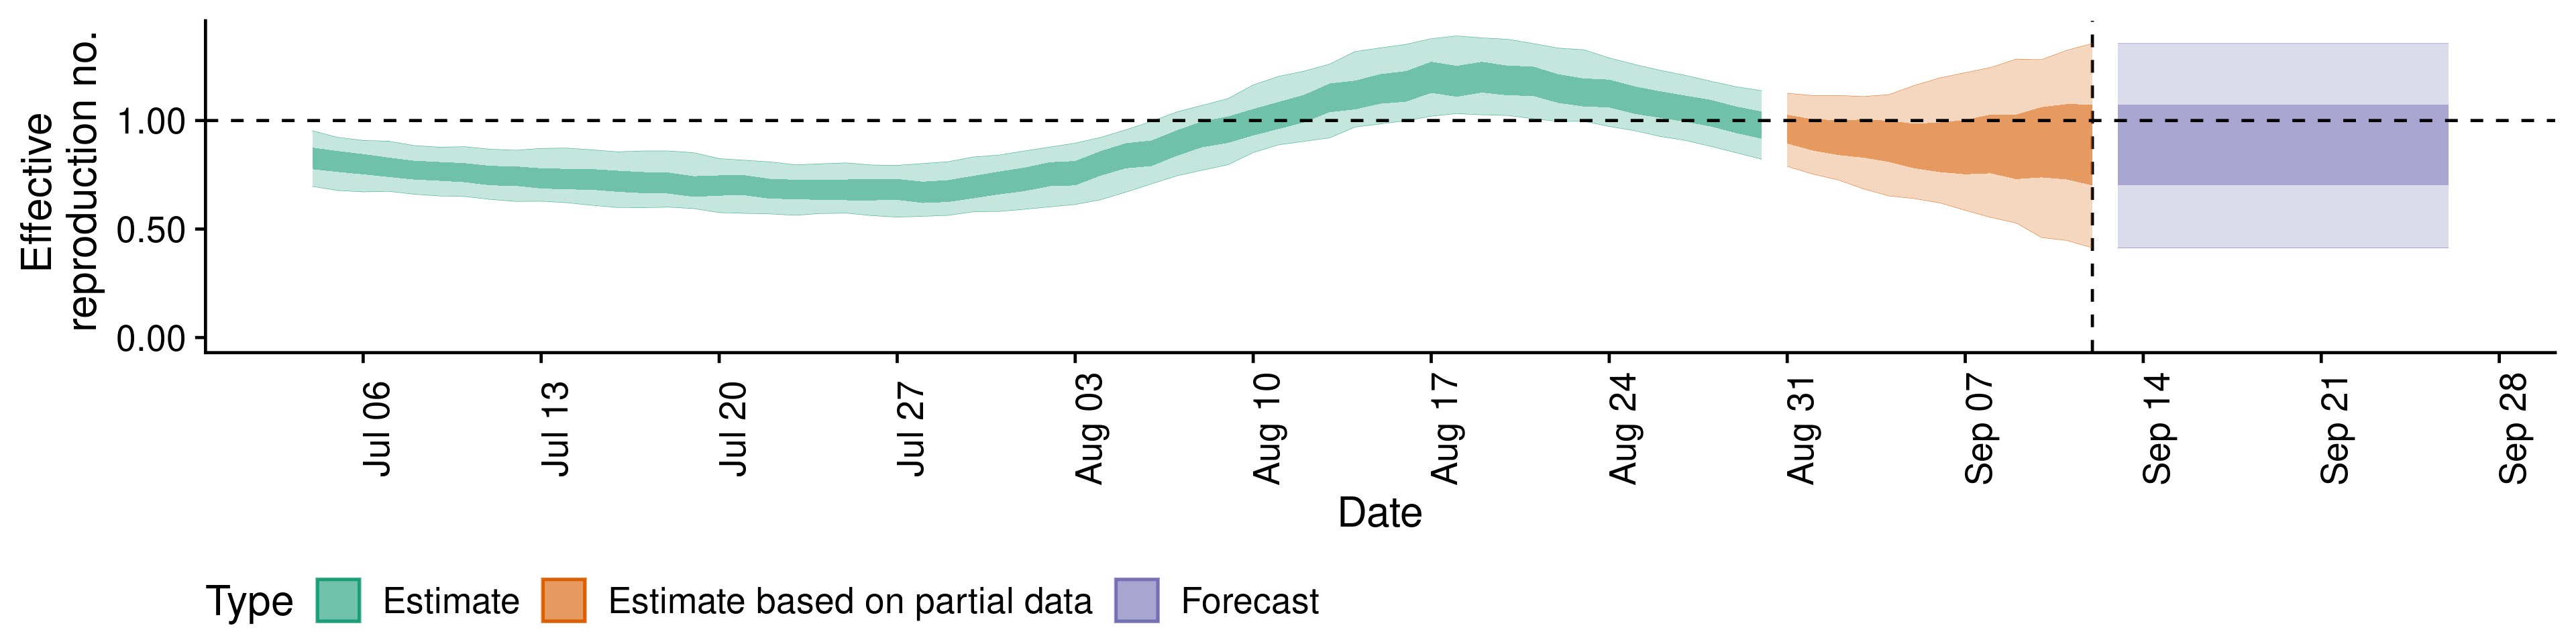 Effective
reproduction no.
1.00
0.50
0.00
Jul 06
Jul 13
Jul 20
Jul 27
Aug 03
Aug 10
Aug 17
Aug 24
Aug 31
Sep 07
Sep 14
Sep 21
Sep 28
Date
Type Estimate Estimate based on partial data Forecast